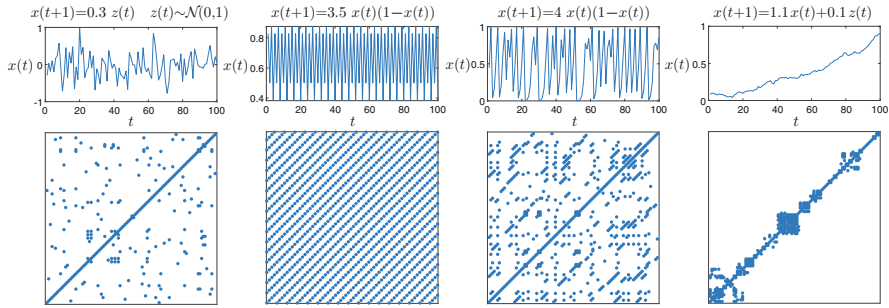 x(t+1)=0.3 z(t) z(t)∼𝒩(0,1)
1
0
-1
x(t)
0 20 40 60 80 100
t
x(t+1)=3.5 x(t)(1−x(t))
0.8
0.6
0.4
x(t)
0 20 40 60 80 100
t
x(t+1)=4 x(t)(1−x(t))
1
0.5
0
x(t)
0 20 40 60 80 100
t
x(t+1)=1.1 x(t)+0.1 z(t)
1
0.5
0
x(t)
0 20 40 60 80 100
t